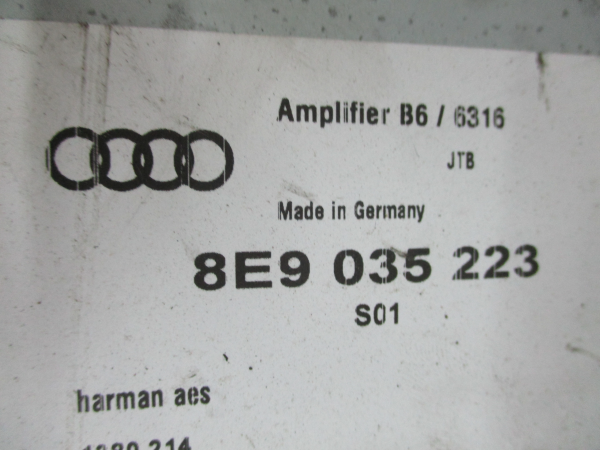 Amplifier B6 / 6316
JTB
Made in Germany
8E9 035 223
S01
harman aes